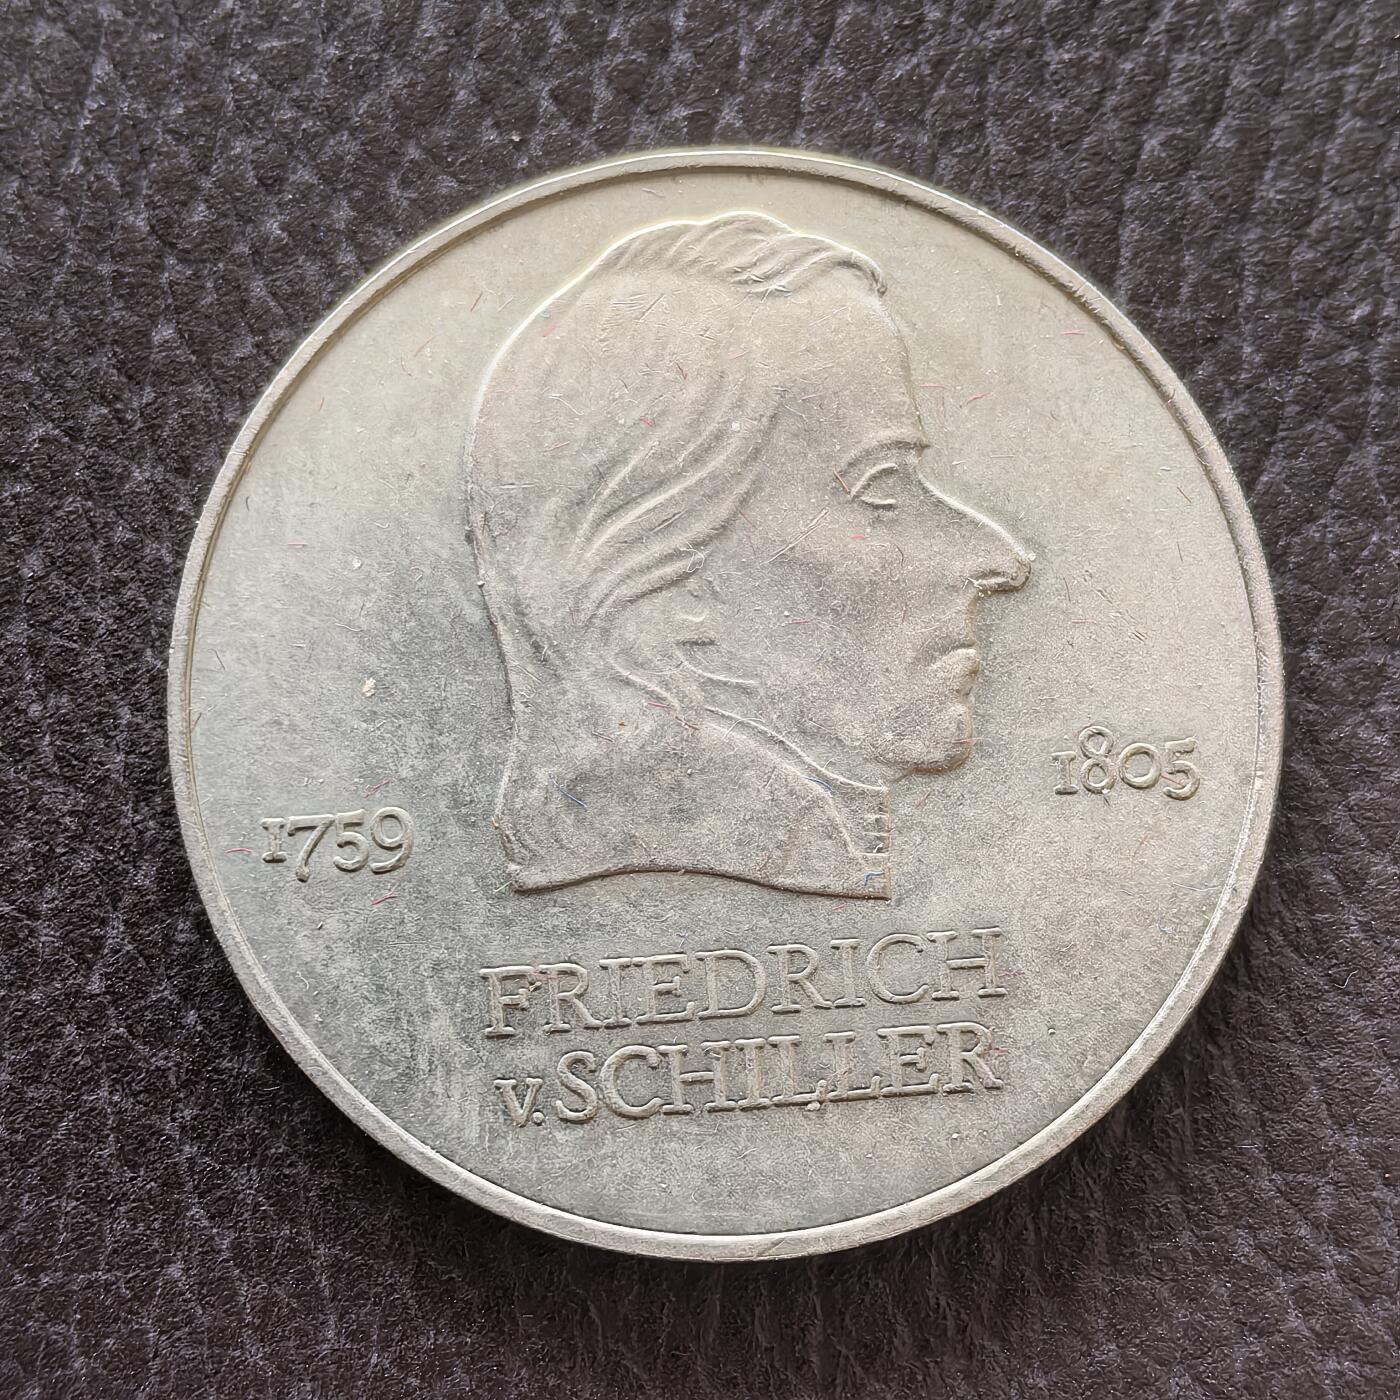 1759
1805
FRIEDRICH
v. SCHILLER